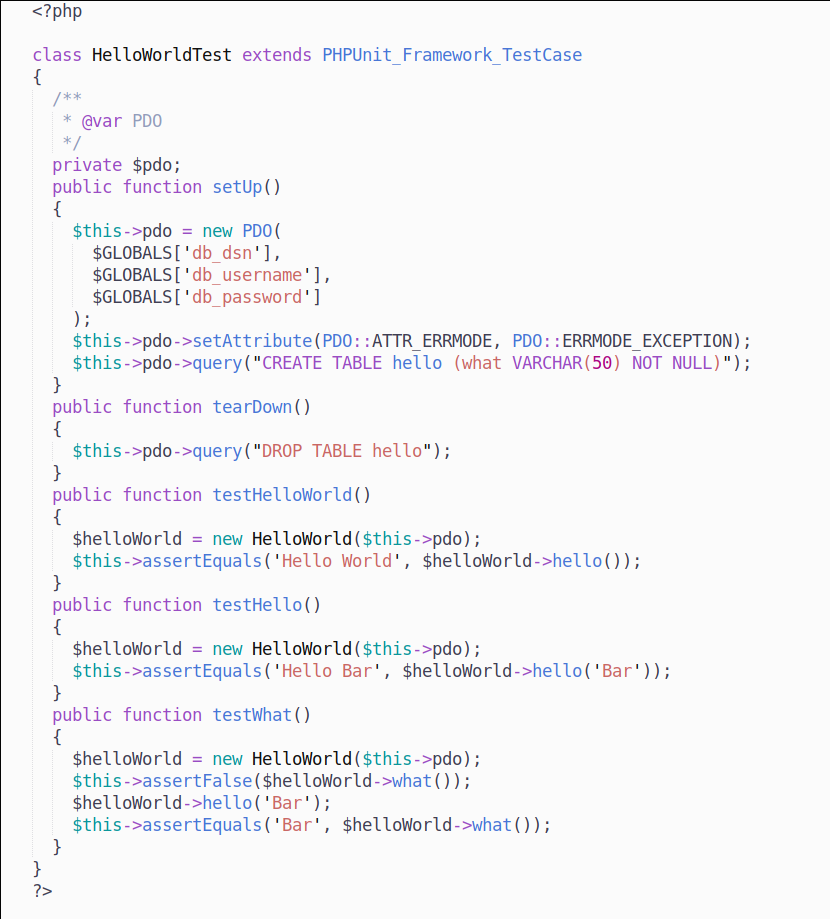 <?php
class HelloWorldTest extends PHPUnit_Framework_TestCase
{
/**
* @var PDO
*/
private $pdo;
public function setUp()
{
$this->pdo = new PDO(
$GLOBALS['db_dsn'],
$GLOBALS['db_username'],
$GLOBALS['db_password']
);
$this->pdo->setAttribute(PDO::ATTR_ERRMODE, PDO::ERRMODE_EXCEPTION);
$this->pdo->query("CREATE TABLE hello (what VARCHAR(50) NOT NULL)");
}
public function tearDown()
{
$this->pdo->query("DROP TABLE hello");
}
public function testHelloWorld()
{
$helloWorld = new HelloWorld($this->pdo);
$this->assertEquals('Hello World', $helloWorld->hello());
}
public function testHello()
{
$helloWorld = new HelloWorld($this->pdo);
$this->assertEquals('Hello Bar', $helloWorld->hello('Bar'));
}
public function testWhat()
{
$helloWorld = new HelloWorld($this->pdo);
$this->assertFalse($helloWorld->what());
$helloWorld->hello('Bar');
$this->assertEquals('Bar', $helloWorld->what());
}
}
?>